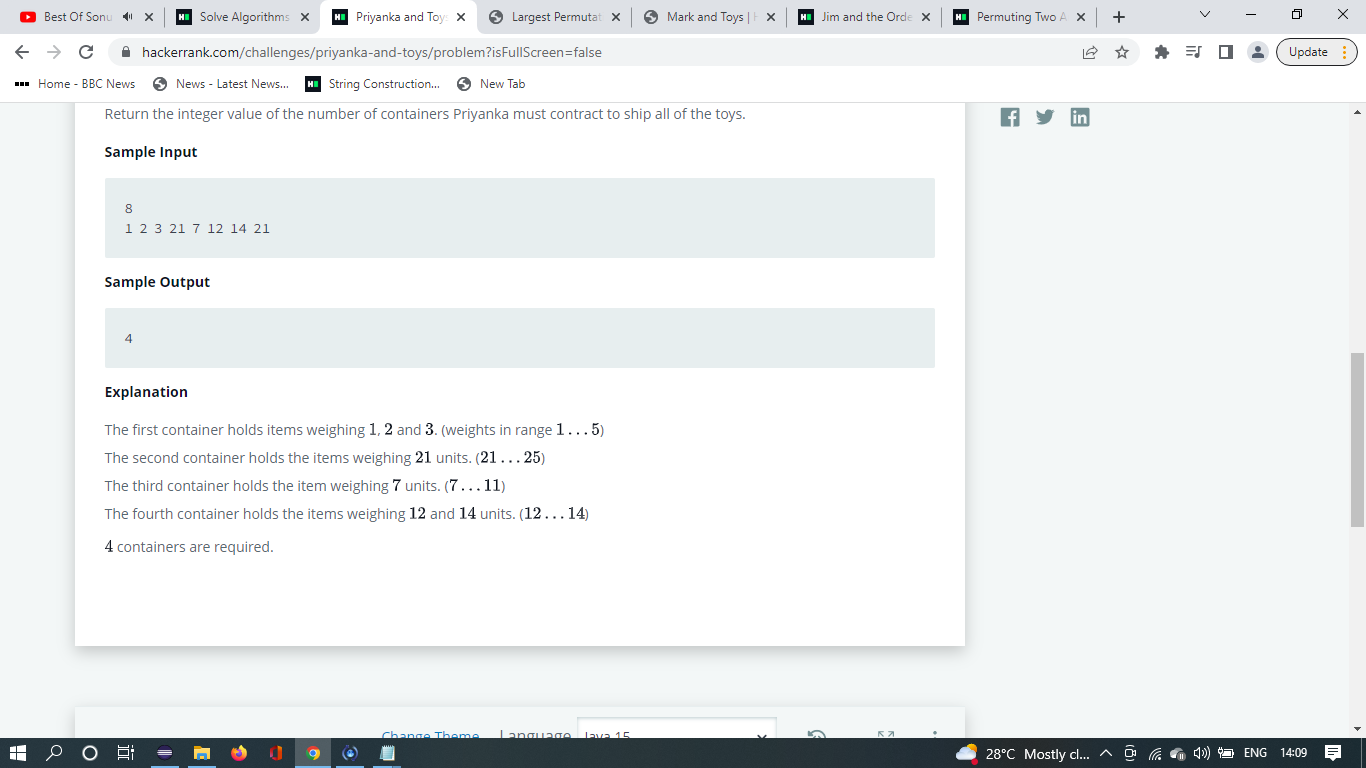 Best Of Sonu
Solve Algorithms
Priyanka and Toy
Largest Permutat
Mark and Toys |
Jim and the Orde
Permuting Two A
hackerrank.com/challenges/priyanka-and-toys/problem?isFullScreen=false
Update
Home - BBC News
News - Latest News...
String Construction...
New Tab
Return the integer value of the number of containers Priyanka must contract to ship all of the toys.
Sample Input
8
1 2 3 21 7 12 14 21
Sample Output
4
Explanation
The first container holds items weighing 1, 2 and 3. (weights in range 1 . . . 5)
The second container holds the items weighing 21 units. (21 . . . 25)
The third container holds the item weighing 7 units. (7 . . . 11)
The fourth container holds the items weighing 12 and 14 units. (12 . . . 14)
4 containers are required.
Change Theme Language Java 15
28°C Mostly cl... ENG 14:09